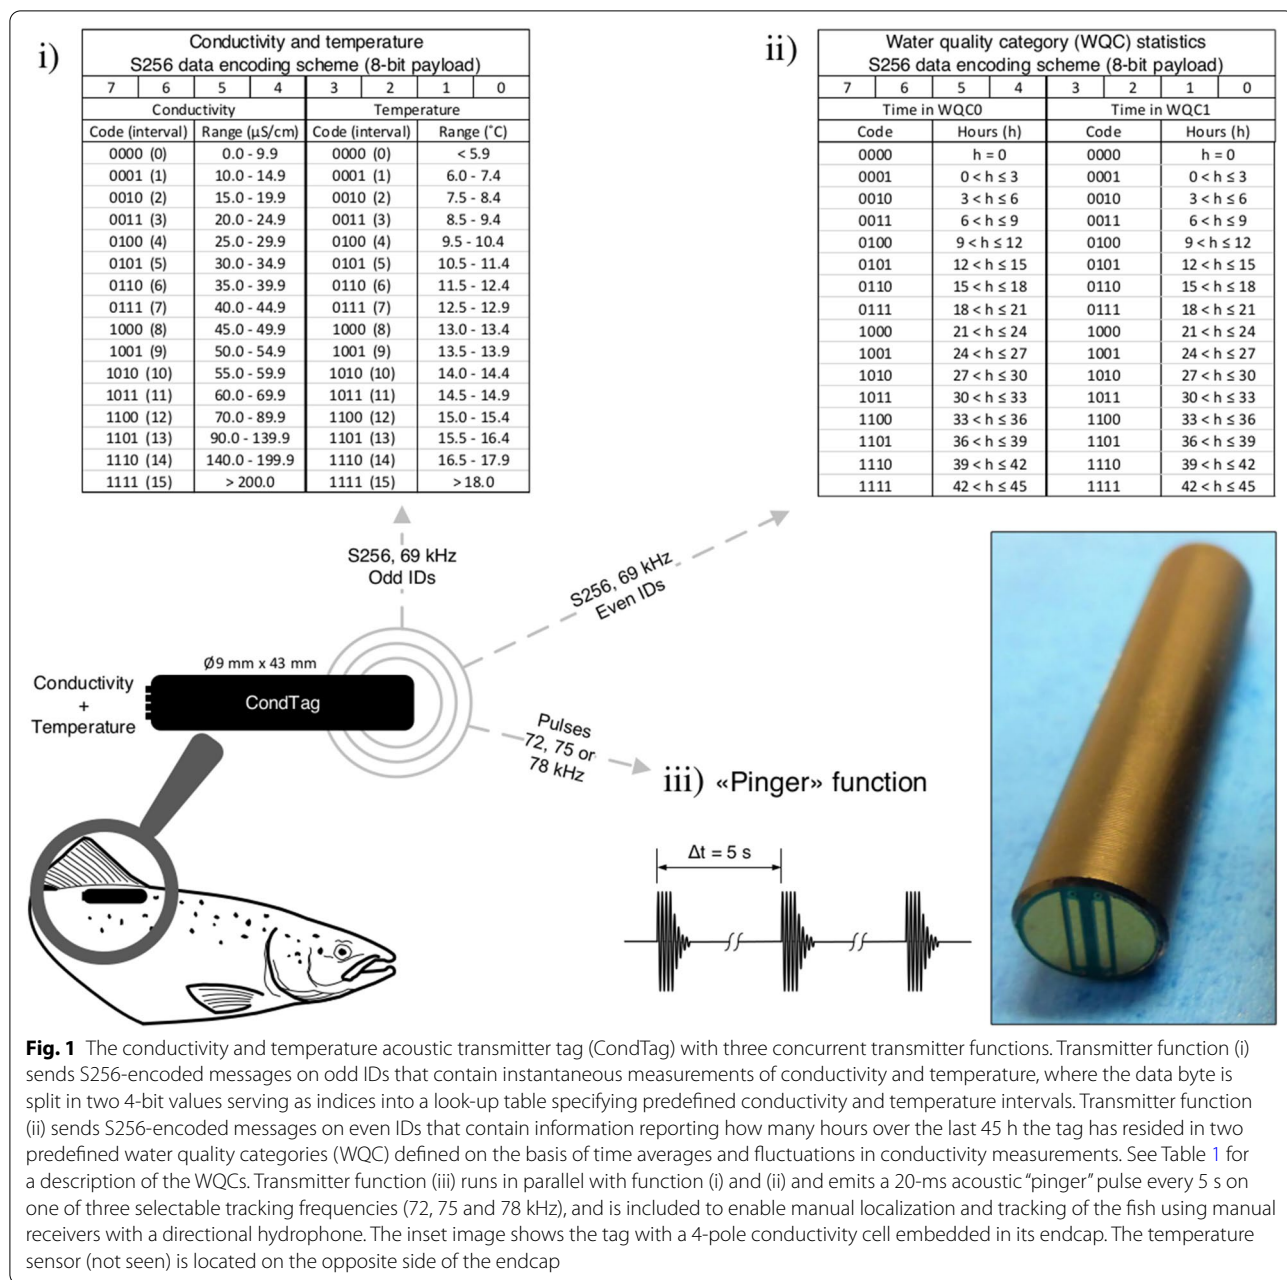 i)
Conductivity and temperature
S256 data encoding scheme (8-bit payload)
7 6 5 4 3 2 1 0
Conductivity Temperature
Code (interval) Range (µS/cm) Code (interval) Range (˚C)
0000 (0) 0.0 - 9.9 0000 (0) < 5.9
0001 (1) 10.0 - 14.9 0001 (1) 6.0 - 7.4
0010 (2) 15.0 - 19.9 0010 (2) 7.5 - 8.4
0011 (3) 20.0 - 24.9 0011 (3) 8.5 - 9.4
0100 (4) 25.0 - 29.9 0100 (4) 9.5 - 10.4
0101 (5) 30.0 - 34.9 0101 (5) 10.5 - 11.4
0110 (6) 35.0 - 39.9 0110 (6) 11.5 - 12.4
0111 (7) 40.0 - 44.9 0111 (7) 12.5 - 12.9
1000 (8) 45.0 - 49.9 1000 (8) 13.0 - 13.4
1001 (9) 50.0 - 54.9 1001 (9) 13.5 - 13.9
1010 (10) 55.0 - 59.9 1010 (10) 14.0 - 14.4
1011 (11) 60.0 - 69.9 1011 (11) 14.5 - 14.9
1100 (12) 70.0 - 89.9 1100 (12) 15.0 - 15.4
1101 (13) 90.0 - 139.9 1101 (13) 15.5 - 16.4
1110 (14) 140.0 - 199.9 1110 (14) 16.5 - 17.9
1111 (15) > 200.0 1111 (15) > 18.0
ii)
Water quality category (WQC) statistics
S256 data encoding scheme (8-bit payload)
7 6 5 4 3 2 1 0
Time in WQC0 Time in WQC1
Code Hours (h) Code Hours (h)
0000 h = 0 0000 h = 0
0001 0 < h ≤ 3 0001 0 < h ≤ 3
0010 3 < h ≤ 6 0010 3 < h ≤ 6
0011 6 < h ≤ 9 0011 6 < h ≤ 9
0100 9 < h ≤ 12 0100 9 < h ≤ 12
0101 12 < h ≤ 15 0101 12 < h ≤ 15
0110 15 < h ≤ 18 0110 15 < h ≤ 18
0111 18 < h ≤ 21 0111 18 < h ≤ 21
1000 21 < h ≤ 24 1000 21 < h ≤ 24
1001 24 < h ≤ 27 1001 24 < h ≤ 27
1010 27 < h ≤ 30 1010 27 < h ≤ 30
1011 30 < h ≤ 33 1011 30 < h ≤ 33
1100 33 < h ≤ 36 1100 33 < h ≤ 36
1101 36 < h ≤ 39 1101 36 < h ≤ 39
1110 39 < h ≤ 42 1110 39 < h ≤ 42
1111 42 < h ≤ 45 1111 42 < h ≤ 45
S256, 69 kHz
Odd IDs
S256, 69 kHz
Even IDs
Ø9 mm x 43 mm
Conductivity
+
Temperature
CondTag
Pulses
72, 75 or
78 kHz
iii) «Pinger» function
Δt = 5 s
Fig. 1 The conductivity and temperature acoustic transmitter tag (CondTag) with three concurrent transmitter functions. Transmitter function (i)
sends S256-encoded messages on odd IDs that contain instantaneous measurements of conductivity and temperature, where the data byte is
split in two 4-bit values serving as indices into a look-up table specifying predefined conductivity and temperature intervals. Transmitter function
(ii) sends S256-encoded messages on even IDs that contain information reporting how many hours over the last 45 h the tag has resided in two
predefined water quality categories (WQC) defined on the basis of time averages and fluctuations in conductivity measurements. See Table 1 for
a description of the WQCs. Transmitter function (iii) runs in parallel with function (i) and (ii) and emits a 20-ms acoustic “pinger” pulse every 5 s on
one of three selectable tracking frequencies (72, 75 and 78 kHz), and is included to enable manual localization and tracking of the fish using manual
receivers with a directional hydrophone. The inset image shows the tag with a 4-pole conductivity cell embedded in its endcap. The temperature
sensor (not seen) is located on the opposite side of the endcap